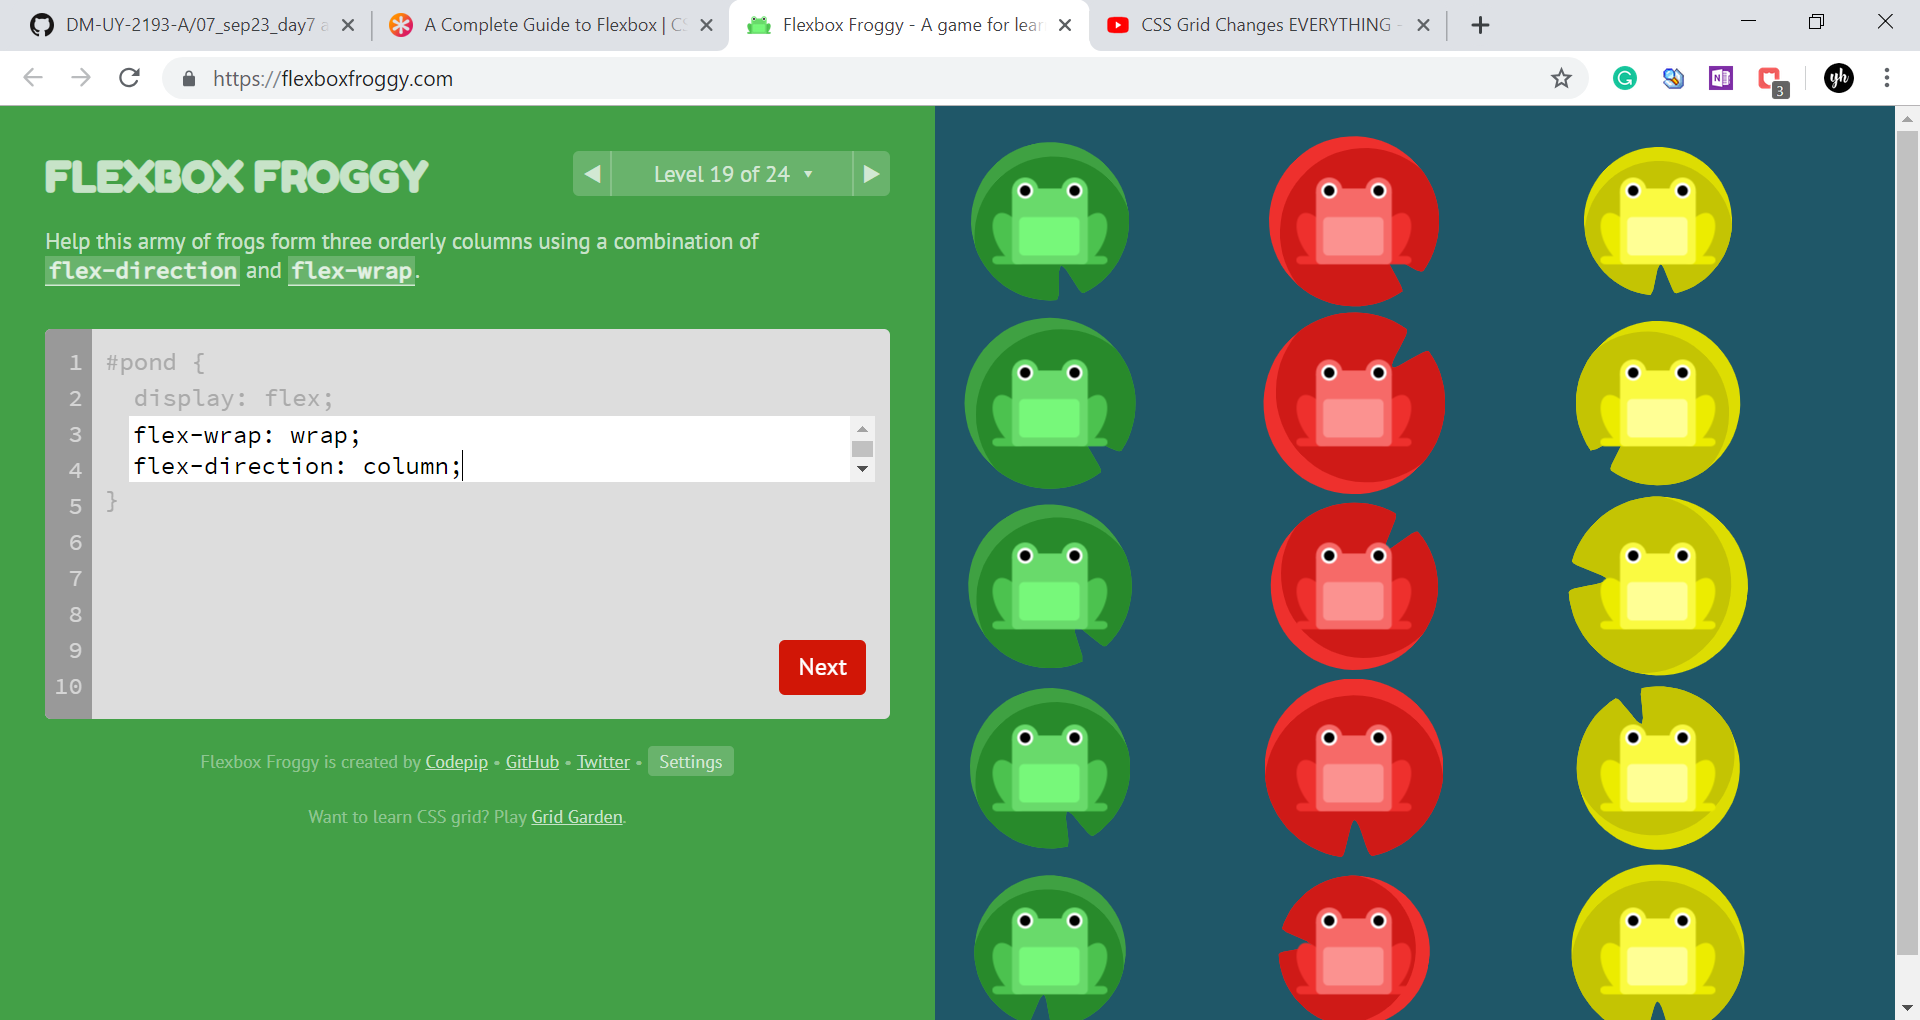 DM-UY-2193-A/07_sep23_day7 a
A Complete Guide to Flexbox | CS
Flexbox Froggy - A game for lear
CSS Grid Changes EVERYTHING -
https://flexboxfroggy.com
3
yh
FLEXBOX FROGGY
Level 19 of 24
Help this army of frogs form three orderly columns using a combination of
flex-direction and flex-wrap.
1 #pond {
2 display: flex;
3 flex-wrap: wrap;
4 flex-direction: column;
5 }
6
7
8
9
10
Next
Flexbox Froggy is created by Codepip • GitHub • Twitter • Settings
Want to learn CSS grid? Play Grid Garden.